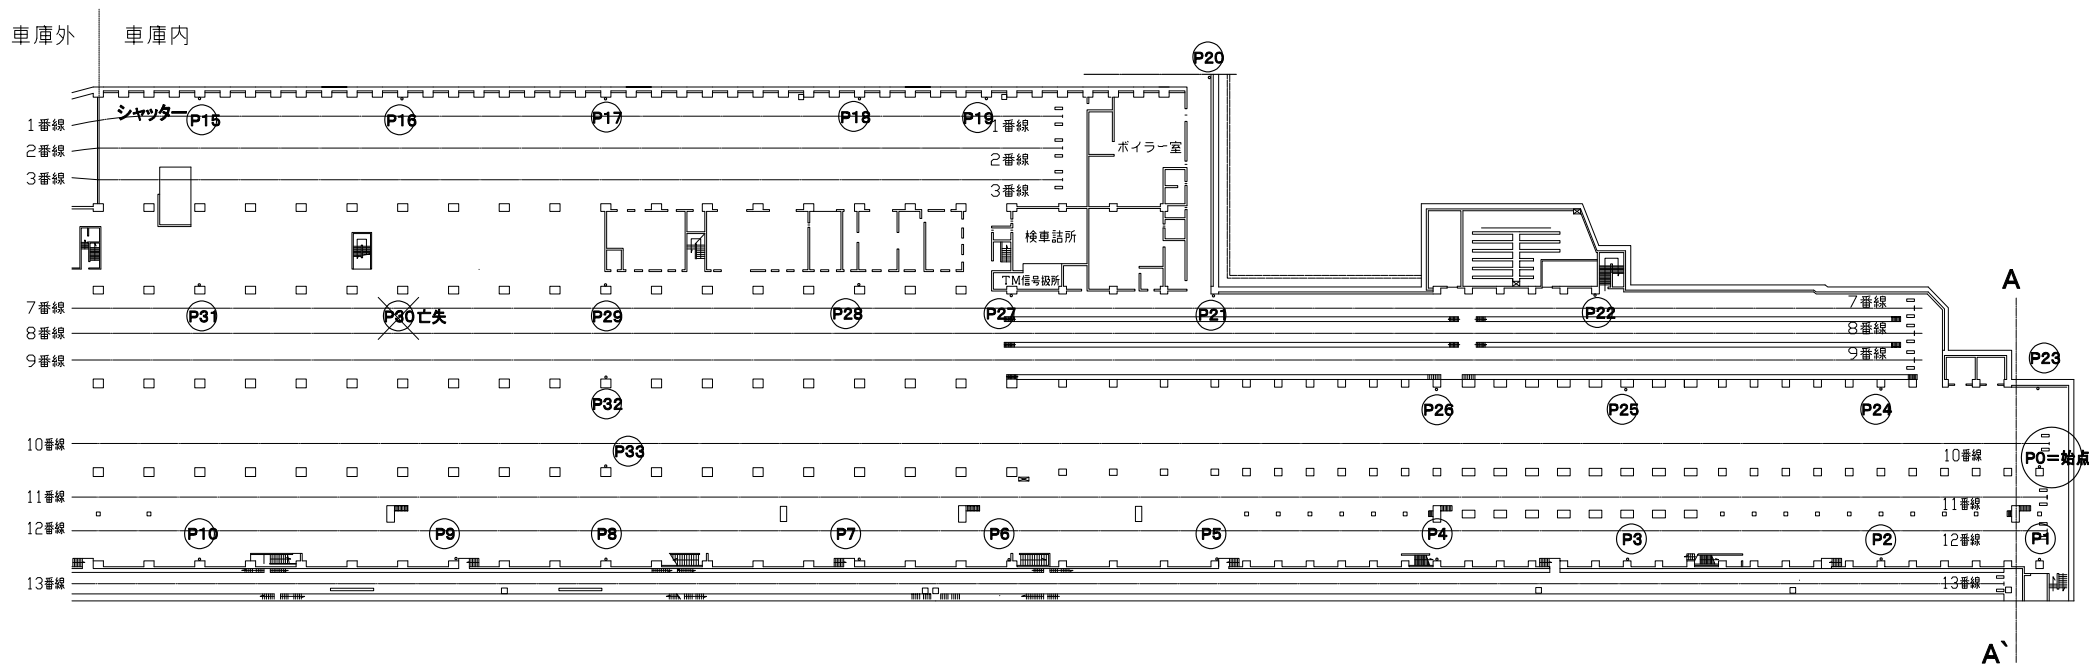 車庫外 車庫内
P20
シャッター
P15 P16 P17 P18 P19
1番線 1番線
ボイラー室
2番線 2番線
3番線 3番線
検車詰所
TM信号扱所
A
7番線 P31 P30亡失 P29 P28 P27 P21 P22 7番線
8番線 8番線
9番線 9番線
P23
P32 P26 P25 P24
10番線 P33 10番線 P0=始点
11番線 11番線
12番線 P10 P9 P8 P7 P6 P5 P4 P3 P2 P1
12番線
13番線 13番線
A`